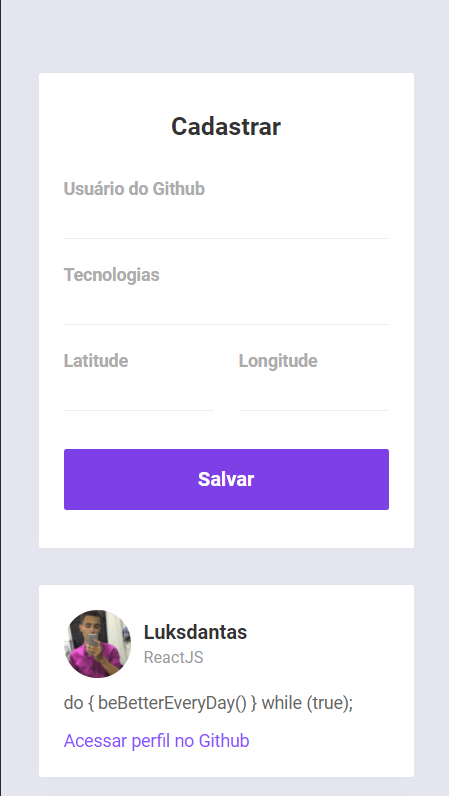 Cadastrar
Usuário do Github
Tecnologias
Latitude Longitude
Salvar
Luksdantas
ReactJS
do { beBetterEveryDay() } while (true);
Acessar perfil no Github